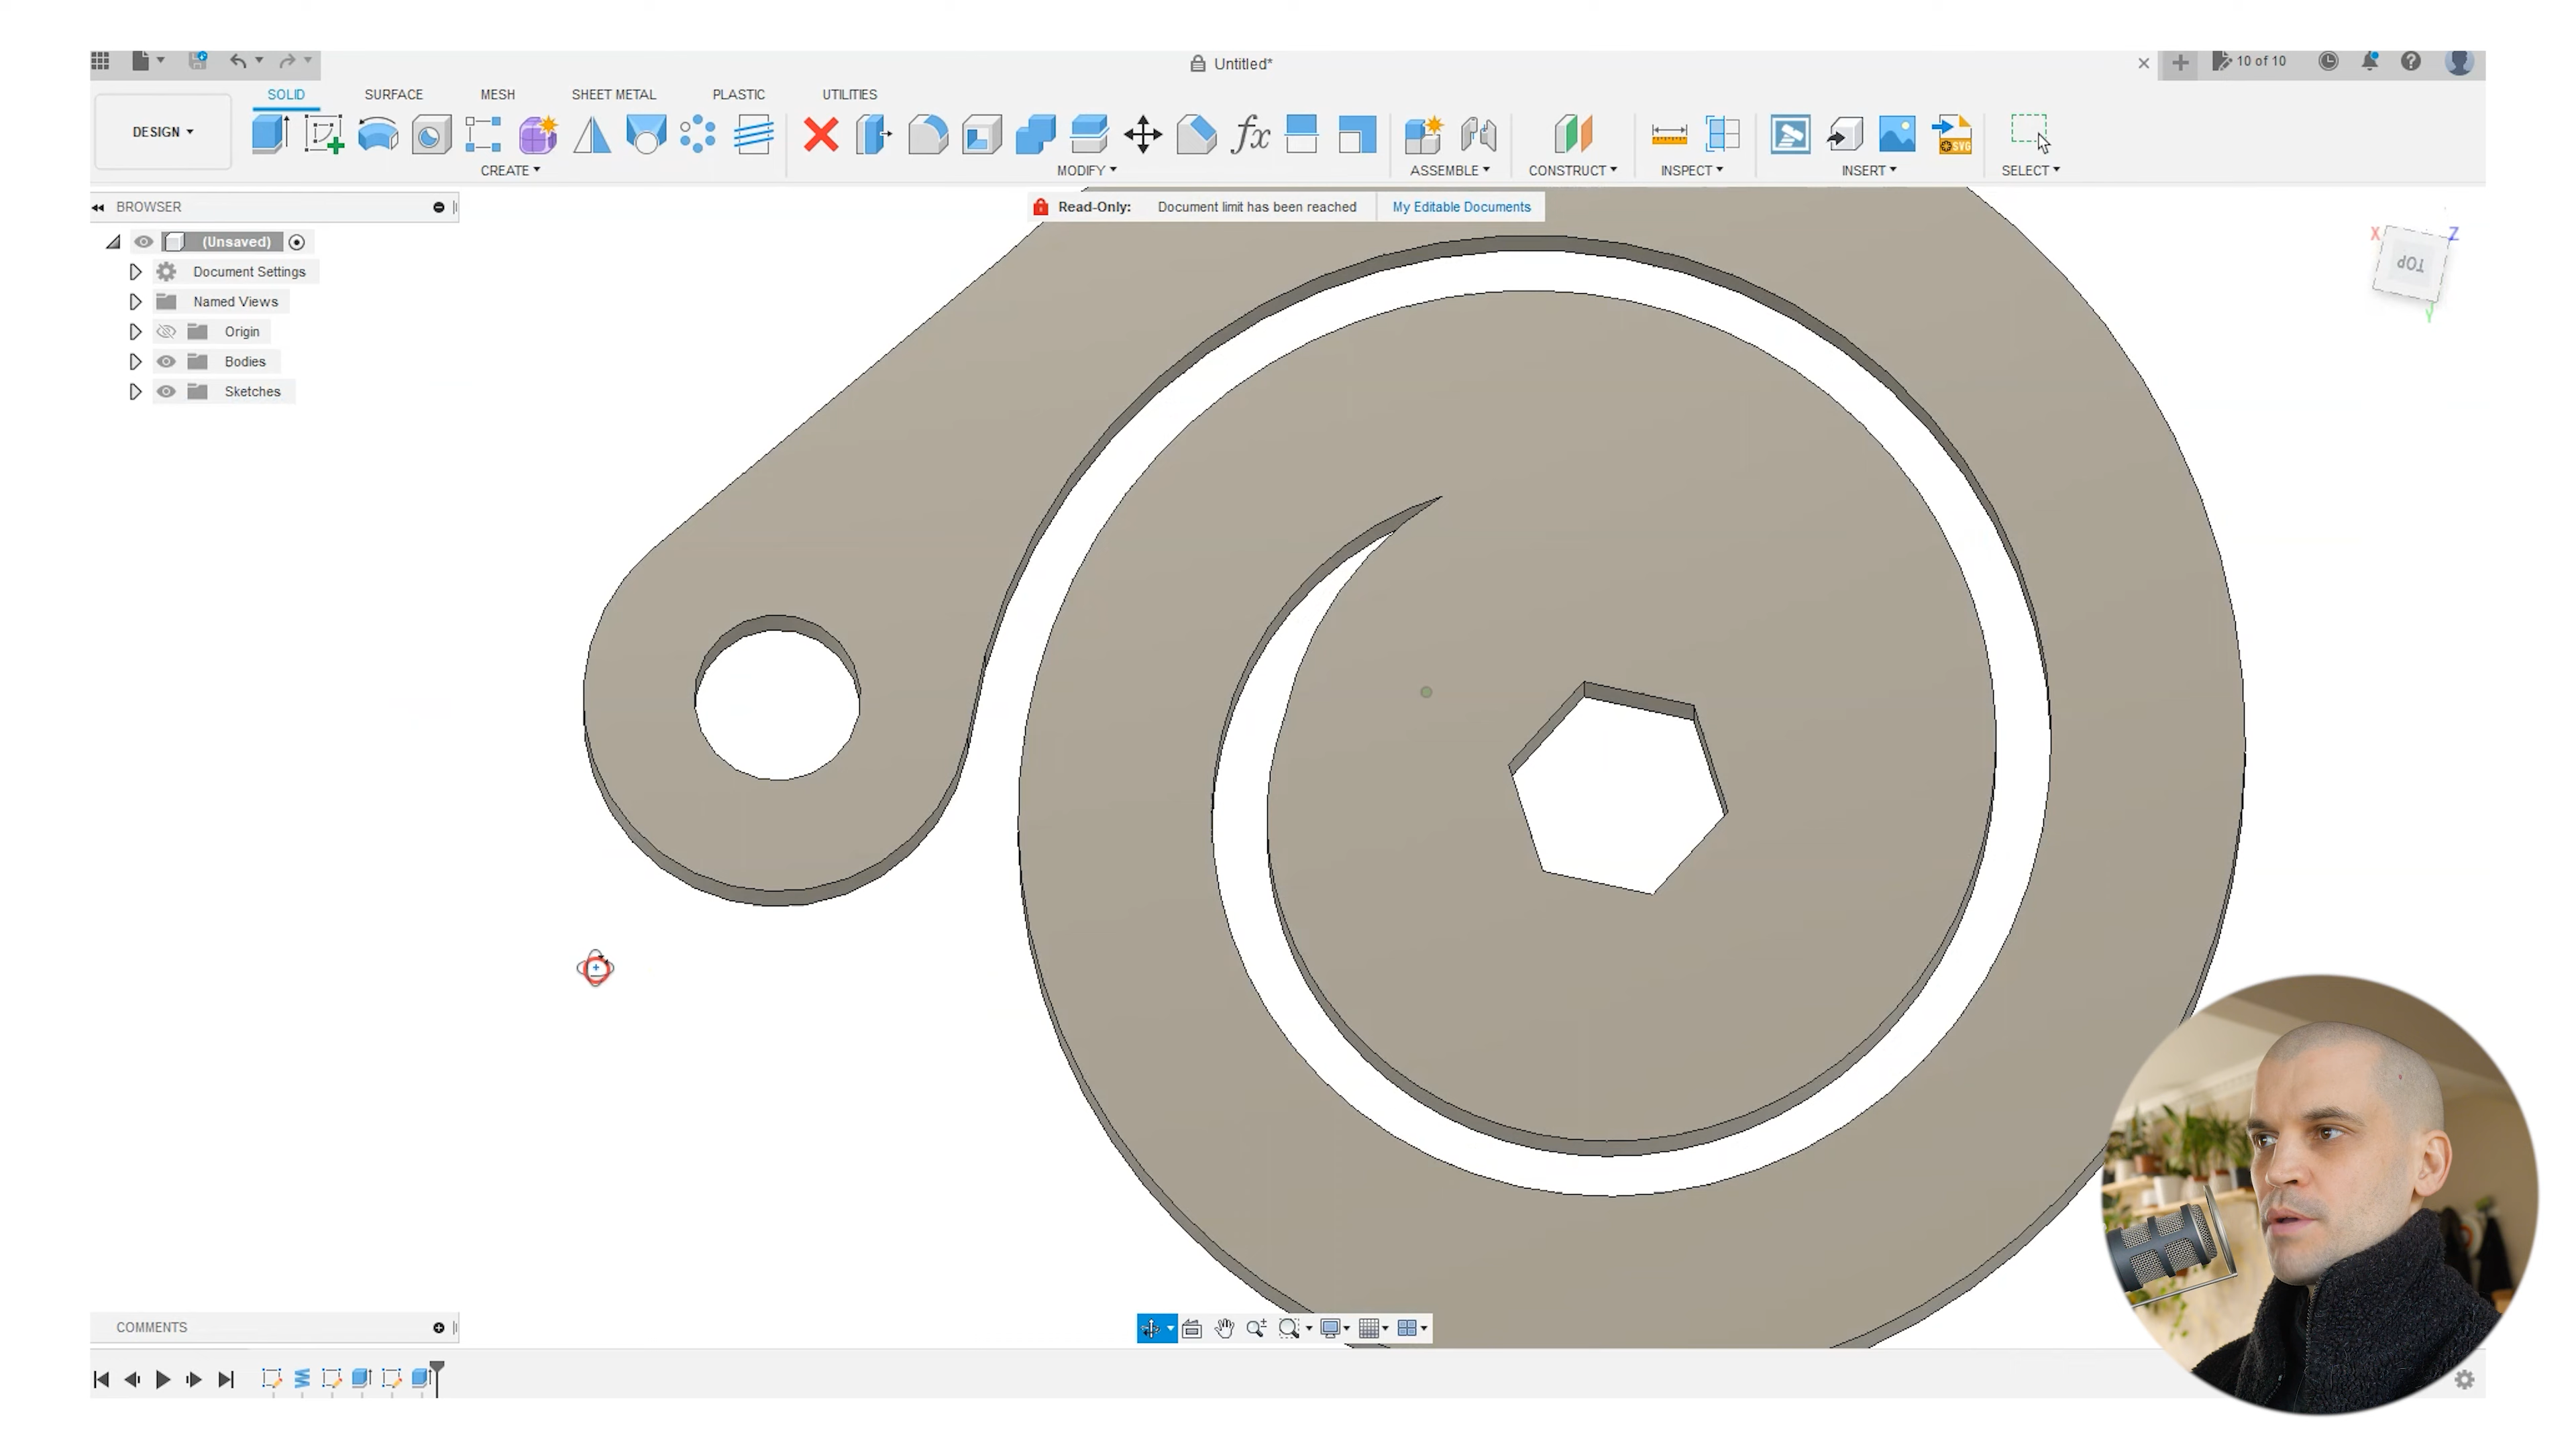 Untitled*
10 of 10
SOLID SURFACE MESH SHEET METAL PLASTIC UTILITIES
DESIGN
fx
SVG
CREATE MODIFY ASSEMBLE CONSTRUCT INSPECT INSERT SELECT
BROWSER
Read-Only: Document limit has been reached My Editable Documents
(Unsaved)
Document Settings
Named Views
Origin
Bodies
Sketches
X
Z
TOP
Y
COMMENTS